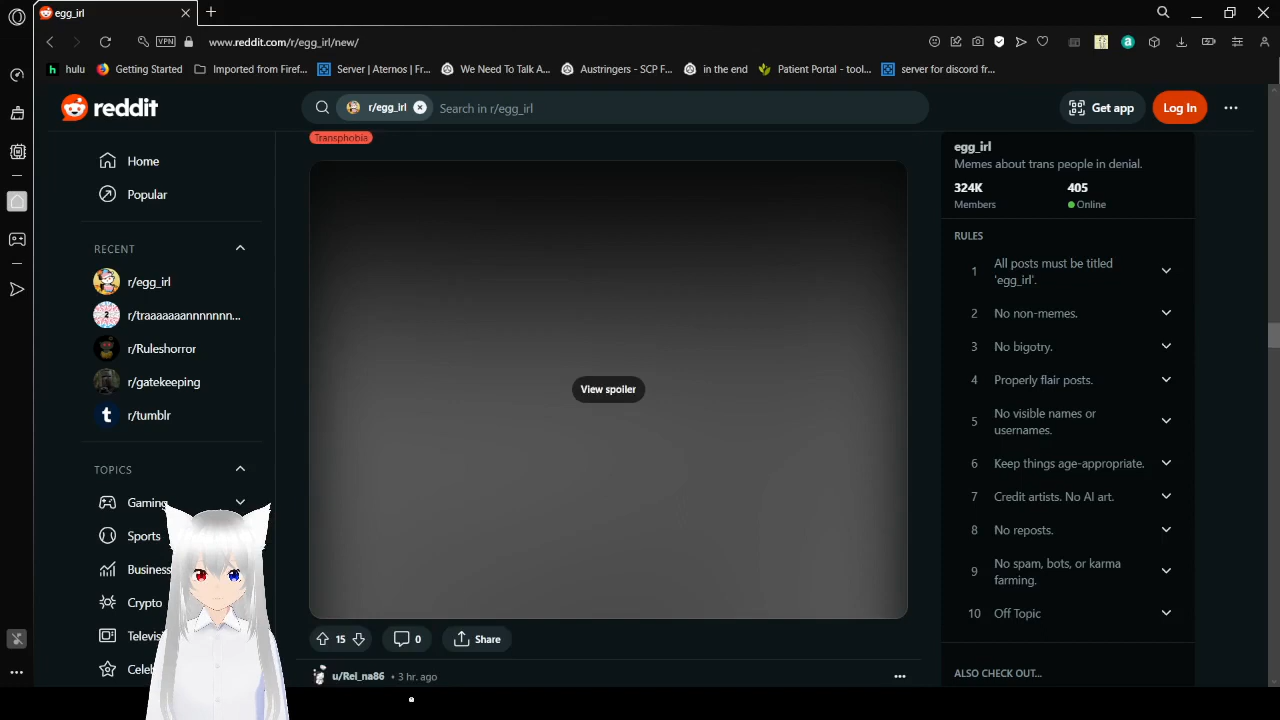 egg_irl
VPN
www.reddit.com/r/egg_irl/new/
hulu
Getting Started
Imported from Firef...
Server | Aternos | Fr...
We Need To Talk A...
Austringers - SCP F...
in the end
Patient Portal - tool...
server for discord fr...
reddit
r/egg_irl
Search in r/egg_irl
Get app
Log In
Home
Popular
RECENT
r/egg_irl
r/traaaaaaannnnnnn...
r/Ruleshorror
r/gatekeeping
r/tumblr
TOPICS
Gaming
Sports
Business
Crypto
Televisi
Celeb
Transphobia
View spoiler
15
0
Share
u/Rei_na86
• 3 hr. ago
egg_irl
Memes about trans people in denial.
324K
405
Members
Online
RULES
1
All posts must be titled
'egg_irl'.
2
No non-memes.
3
No bigotry.
4
Properly flair posts.
5
No visible names or
usernames.
6
Keep things age-appropriate.
7
Credit artists. No AI art.
8
No reposts.
9
No spam, bots, or karma
farming.
10
Off Topic
ALSO CHECK OUT...